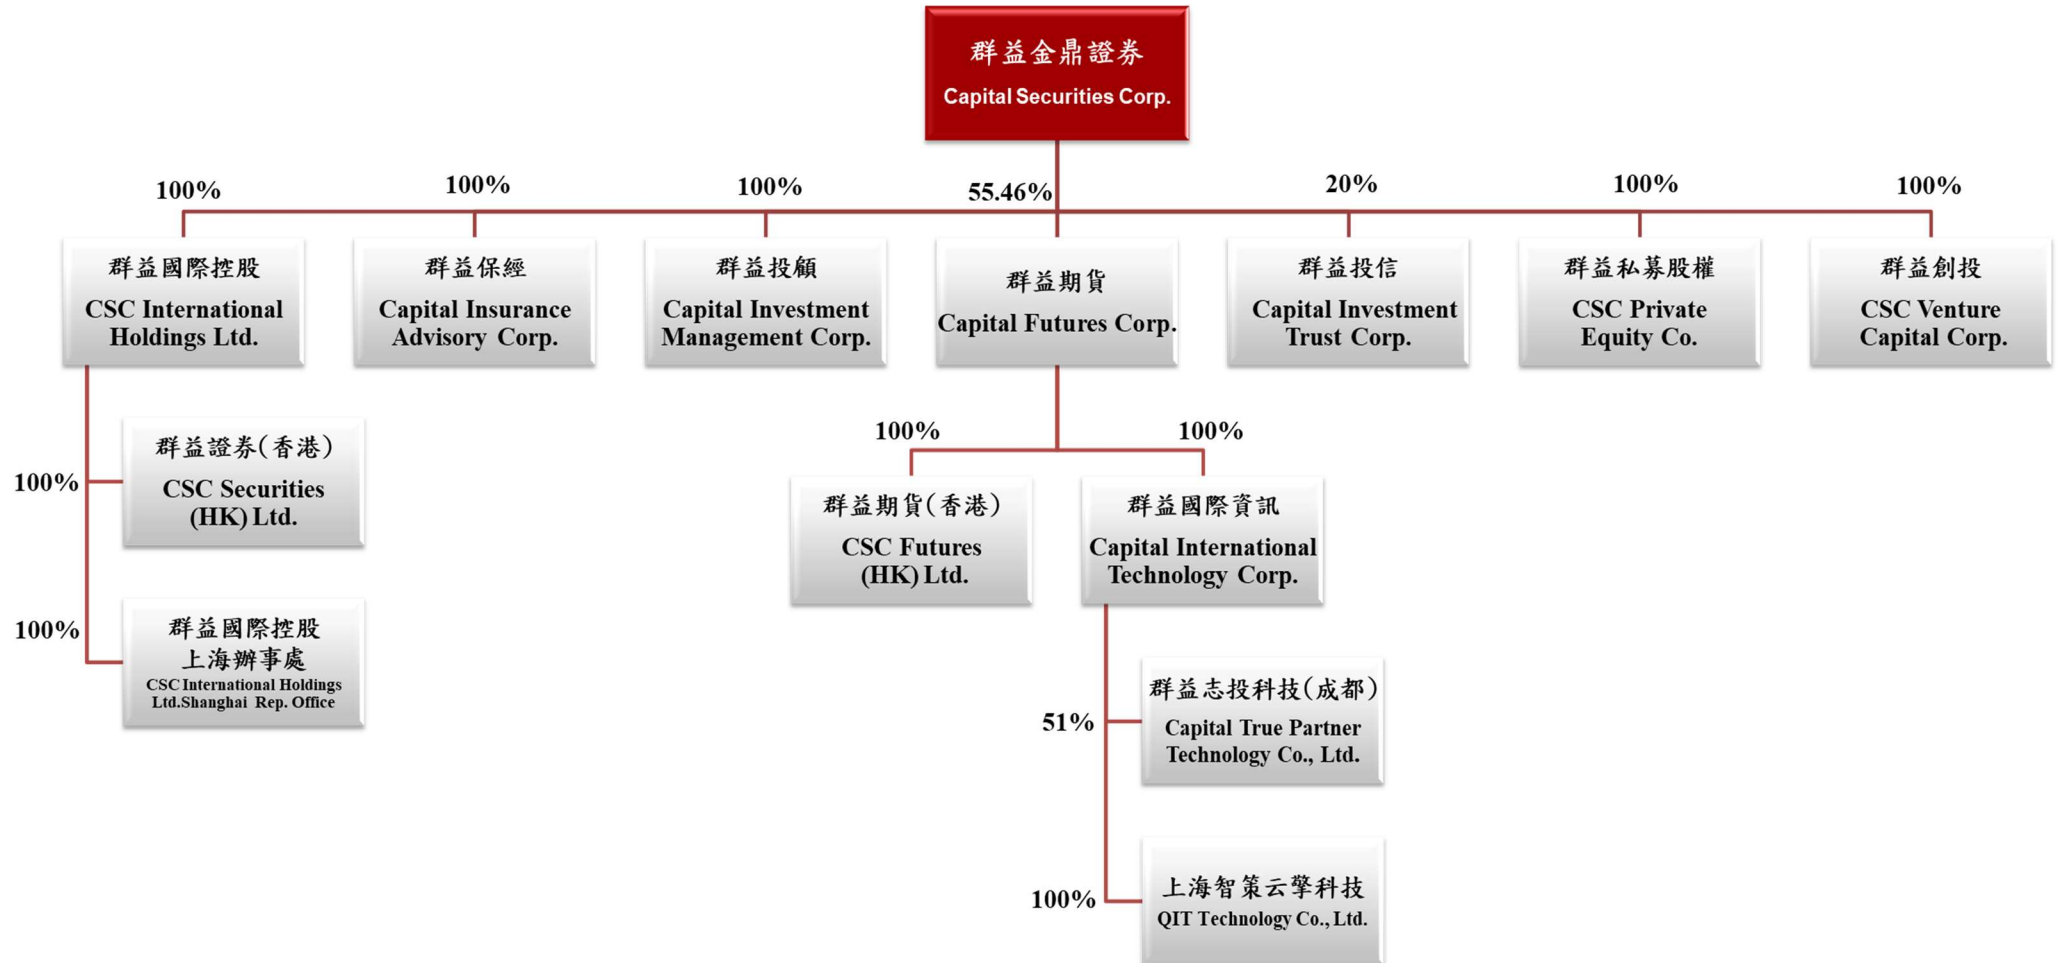 群益金鼎證券
Capital Securities Corp.
100%
100%
100%
55.46%
20%
100%
100%
群益國際控股
CSC International
Holdings Ltd.
群益保經
Capital Insurance
Advisory Corp.
群益投顧
Capital Investment
Management Corp.
群益期貨
Capital Futures Corp.
群益投信
Capital Investment
Trust Corp.
群益私募股權
CSC Private
Equity Co.
群益創投
CSC Venture
Capital Corp.
100%
群益證券(香港)
CSC Securities
(HK) Ltd.
100%
群益國際控股
上海辦事處
CSC International Holdings
Ltd.Shanghai Rep. Office
100%
100%
群益期貨(香港)
CSC Futures
(HK) Ltd.
群益國際資訊
Capital International
Technology Corp.
51%
群益志投科技(成都)
Capital True Partner
Technology Co., Ltd.
100%
上海智策云擎科技
QIT Technology Co., Ltd.